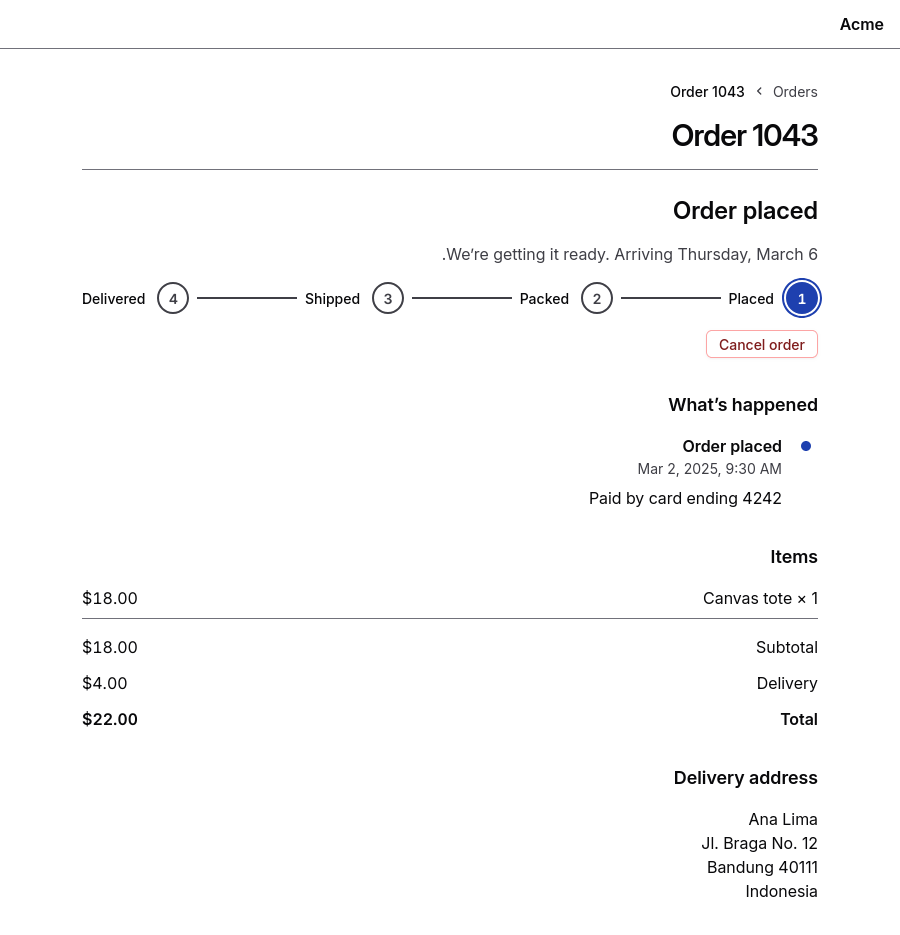 Acme
Orders ‹ Order 1043
Order 1043
Order placed
.We’re getting it ready. Arriving Thursday, March 6
1 Placed 2 Packed 3 Shipped 4 Delivered
Cancel order
What’s happened
Order placed
Mar 2, 2025, 9:30 AM
Paid by card ending 4242
Items
Canvas tote × 1 $18.00
Subtotal $18.00
Delivery $4.00
Total $22.00
Delivery address
Ana Lima
Jl. Braga No. 12
Bandung 40111
Indonesia